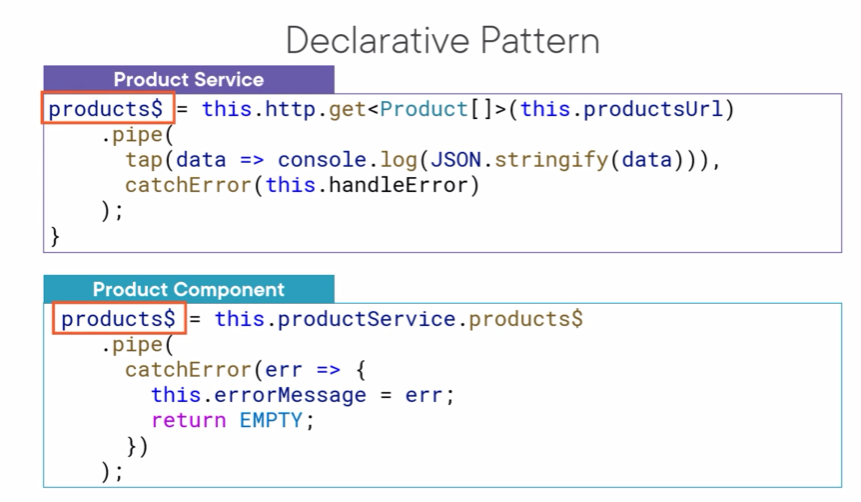 Declarative Pattern
Product Service
products$ = this.http.get<Product[]>(this.productsUrl)
    .pipe(
      tap(data => console.log(JSON.stringify(data))),
      catchError(this.handleError)
    );
}
Product Component
products$ = this.productService.products$
    .pipe(
      catchError(err => {
        this.errorMessage = err;
        return EMPTY;
      })
    );